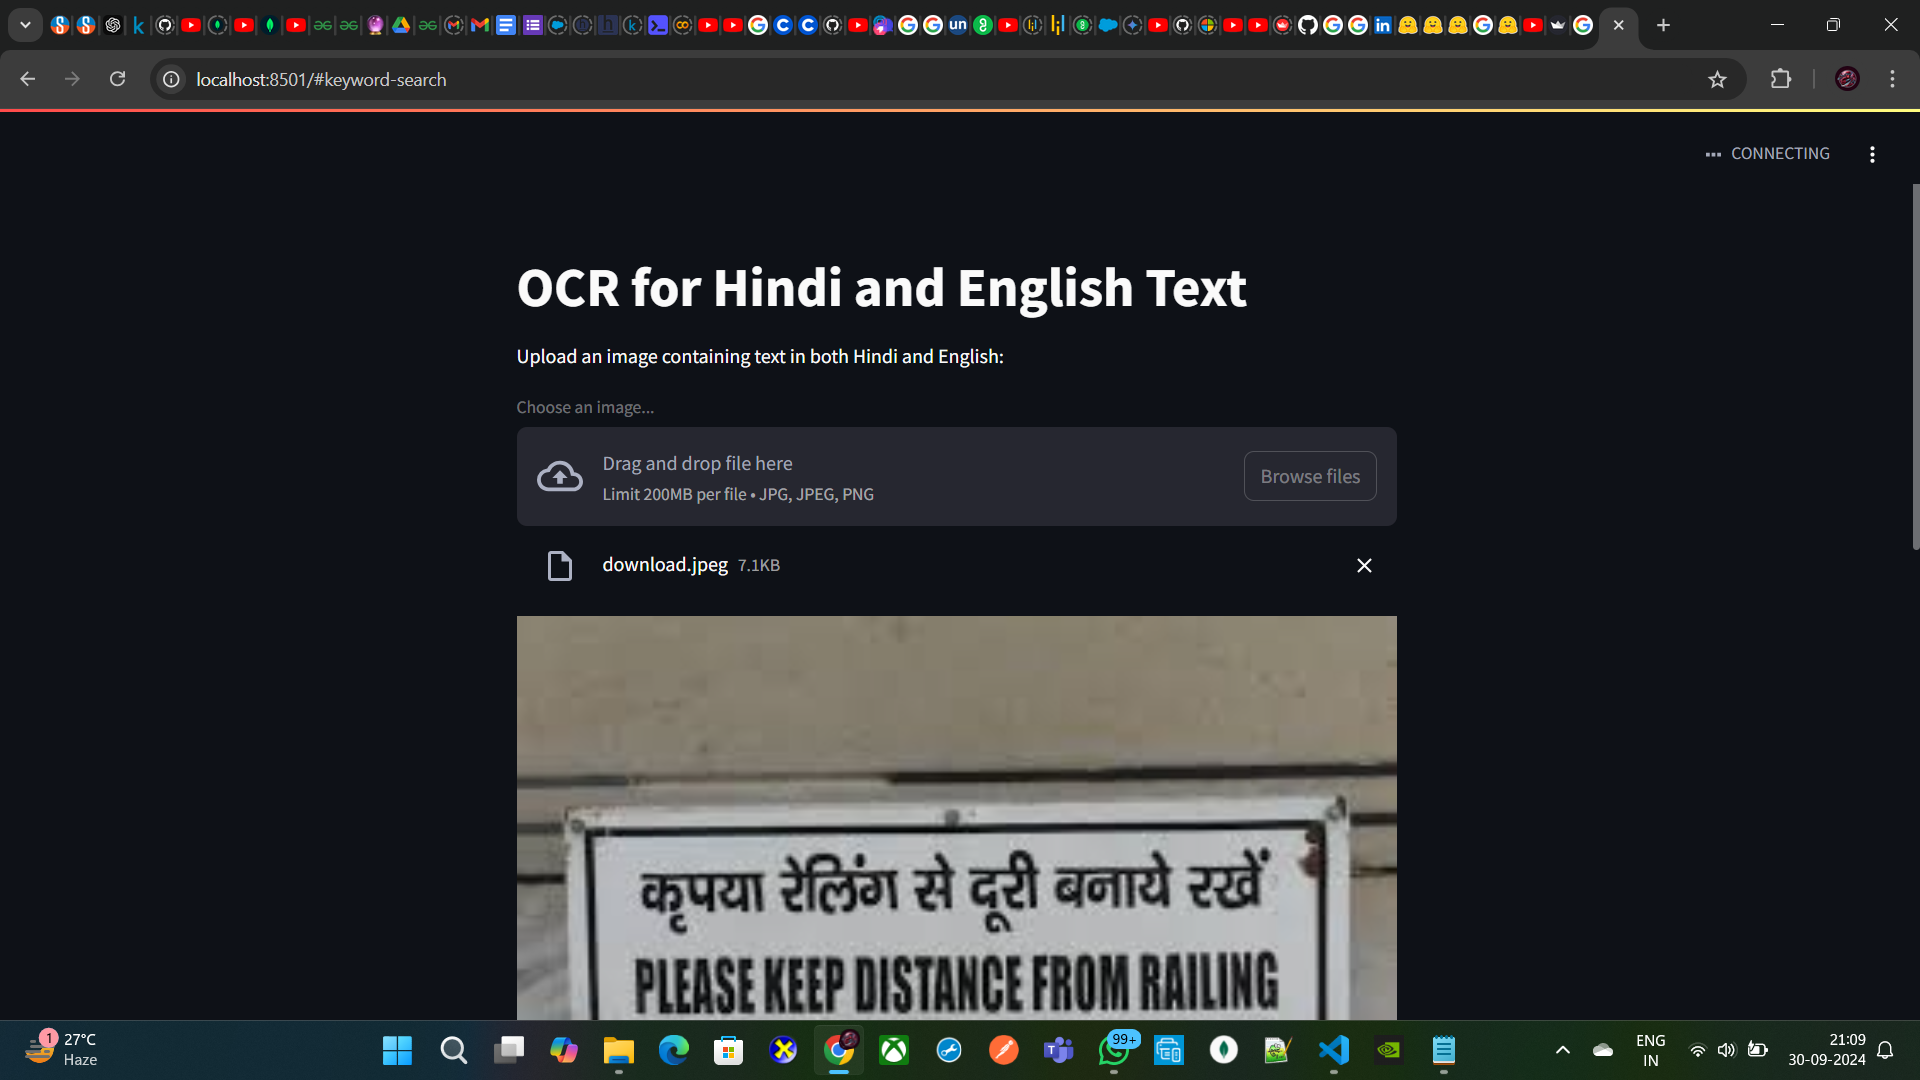 localhost:8501/#keyword-search
CONNECTING
OCR for Hindi and English Text
Upload an image containing text in both Hindi and English:
Choose an image...
Drag and drop file here
Limit 200MB per file • JPG, JPEG, PNG
Browse files
download.jpeg 7.1KB
कृपया रेलिंग से दूरी बनाये रखें
PLEASE KEEP DISTANCE FROM RAILING
1
27°C
Haze
99+
ENG
IN
21:09
30-09-2024